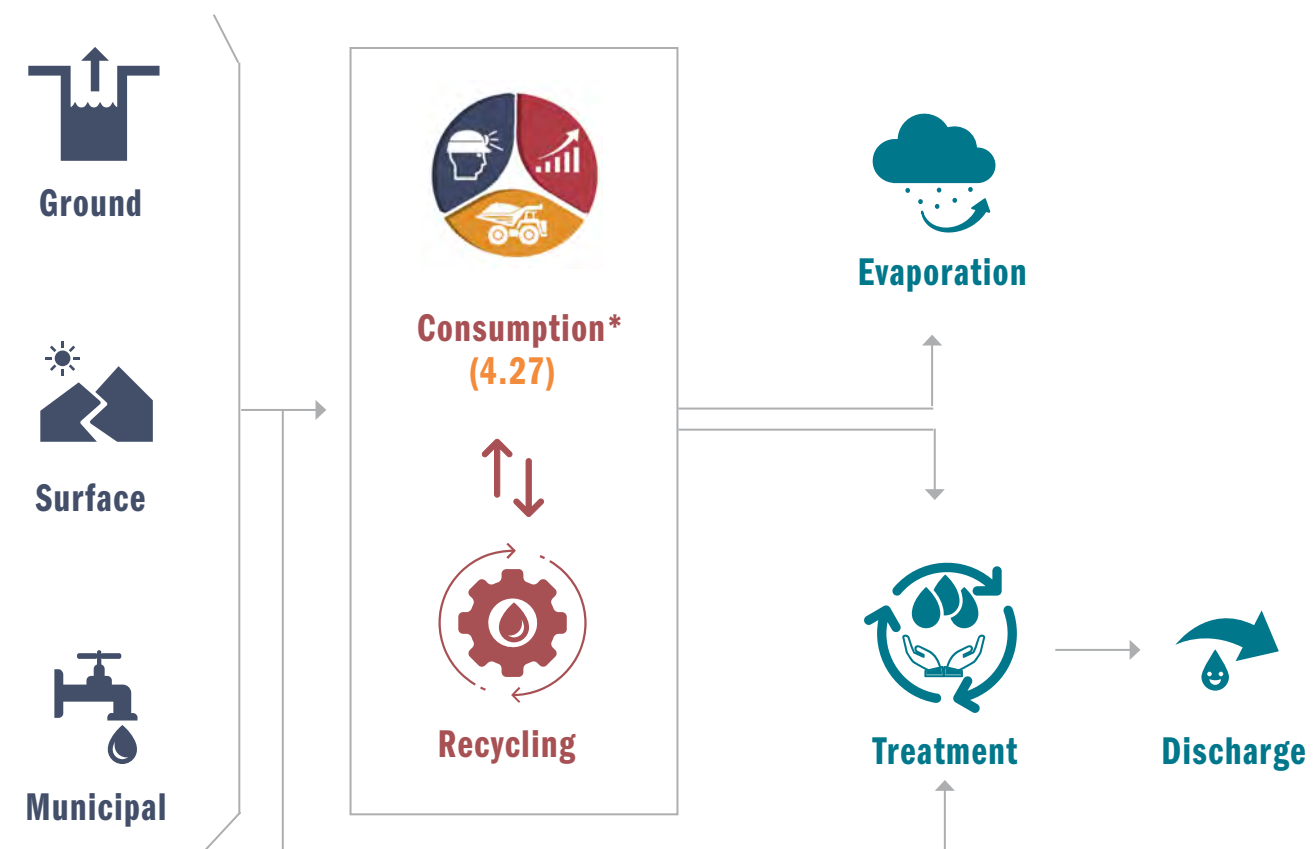 Ground
Surface
Municipal
Consumption*
(4.27)
Recycling
Evaporation
Treatment
Discharge